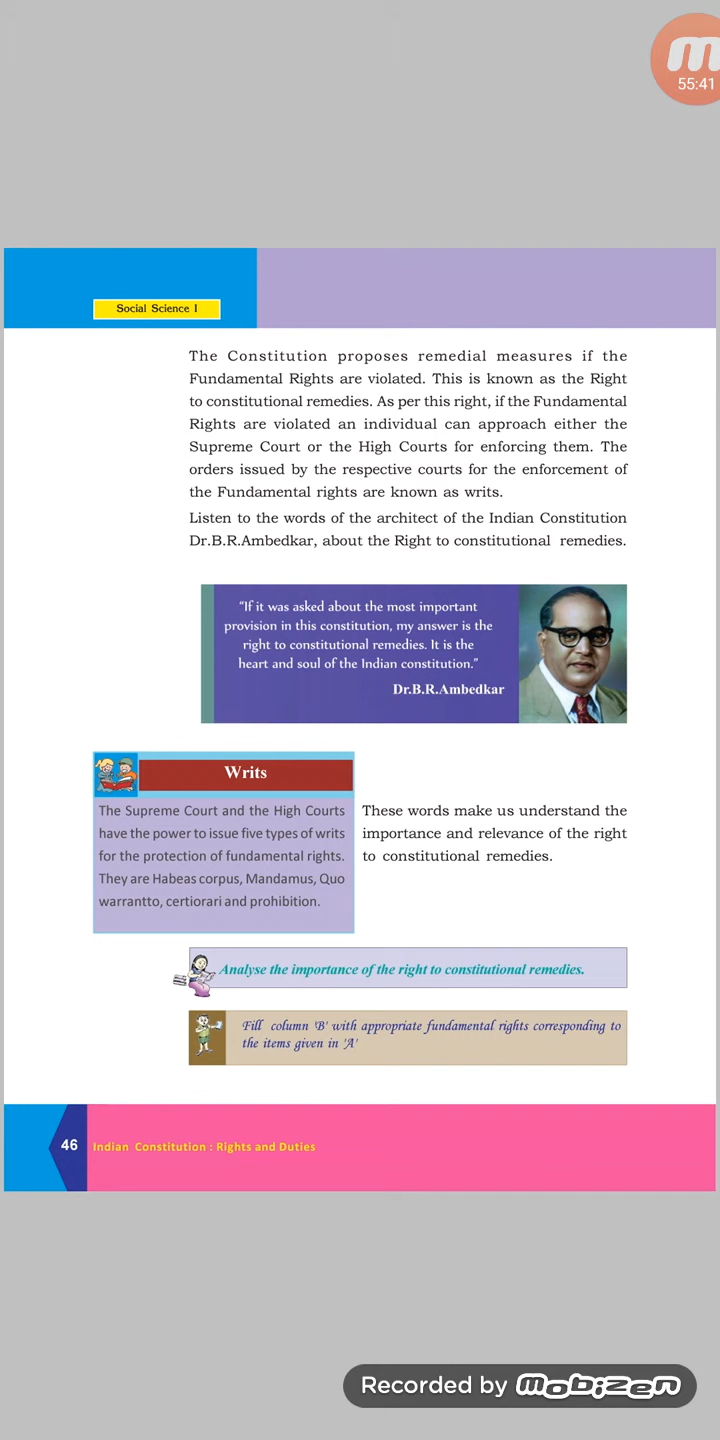 55:41
Social Science I
The Constitution proposes remedial measures if the
Fundamental Rights are violated. This is known as the Right
to constitutional remedies. As per this right, if the Fundamental
Rights are violated an individual can approach either the
Supreme Court or the High Courts for enforcing them. The
orders issued by the respective courts for the enforcement of
the Fundamental rights are known as writs.
Listen to the words of the architect of the Indian Constitution
Dr.B.R.Ambedkar, about the Right to constitutional remedies.
"If it was asked about the most important
provision in this constitution, my answer is the
right to constitutional remedies. It is the
heart and soul of the Indian constitution."
Dr.B.R.Ambedkar
Writs
The Supreme Court and the High Courts
have the power to issue five types of writs
for the protection of fundamental rights.
They are Habeas corpus, Mandamus, Quo
warrantto, certiorari and prohibition.
These words make us understand the
importance and relevance of the right
to constitutional remedies.
Analyse the importance of the right to constitutional remedies.
Fill column 'B' with appropriate fundamental rights corresponding to
the items given in 'A'
46 Indian Constitution : Rights and Duties
Recorded by mobizen